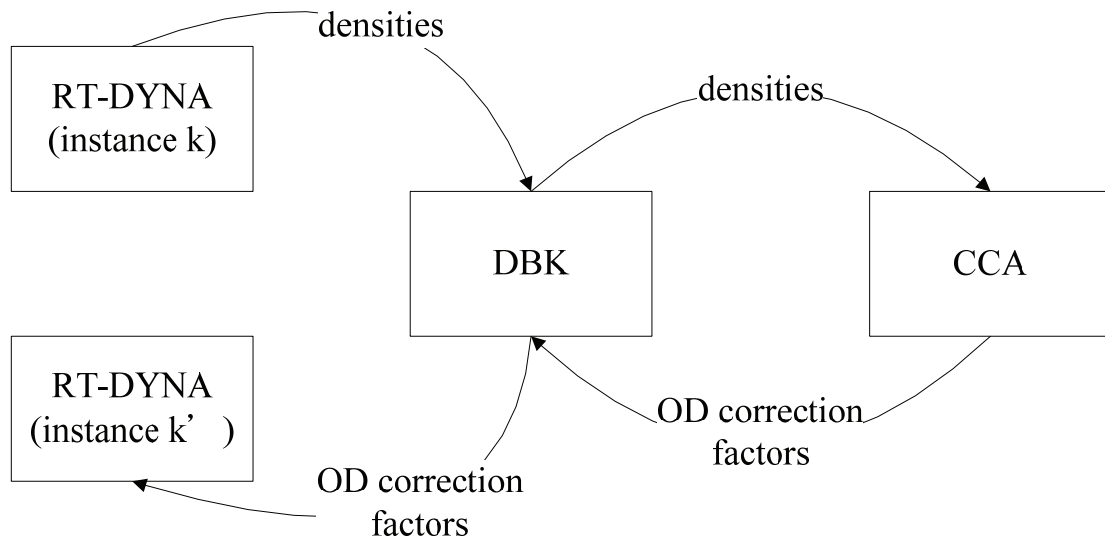 densities
RT-DYNA
(instance k)
densities
DBK
CCA
RT-DYNA
(instance k’ )
OD correction
factors
OD correction
factors